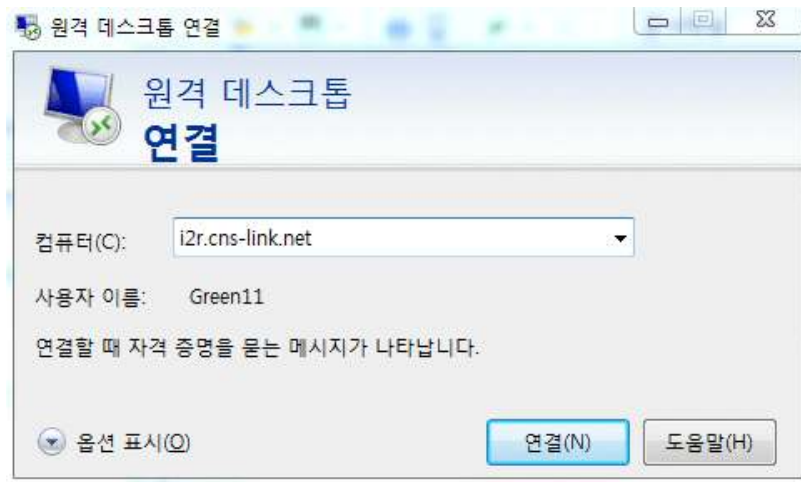 원격 데스크톱 연결
원격 데스크톱
연결
컴퓨터(C): i2r.cns-link.net
사용자 이름: Green11
연결할 때 자격 증명을 묻는 메시지가 나타납니다.
옵션 표시(O) 연결(N) 도움말(H)